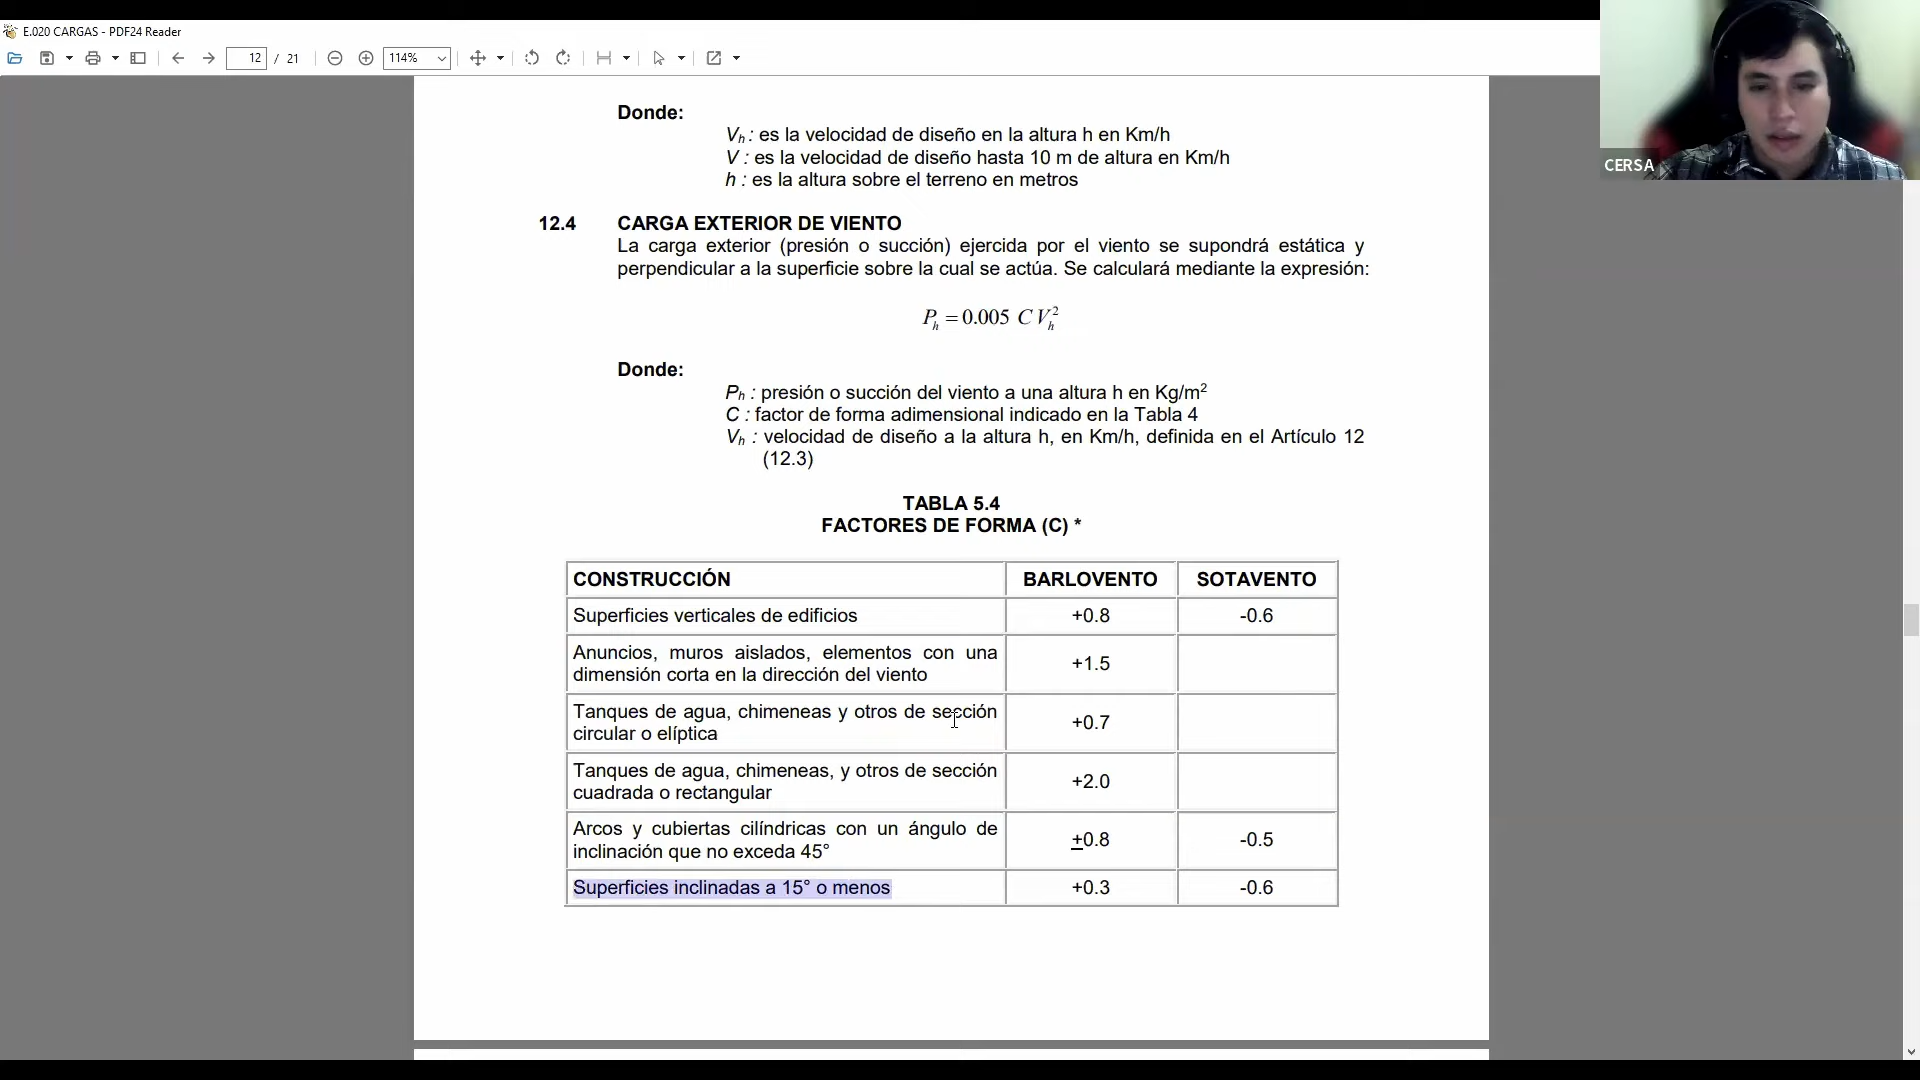 E.020 CARGAS - PDF24 Reader
12 / 21
114%
CERSA
Donde:
Vh : es la velocidad de diseño en la altura h en Km/h
V : es la velocidad de diseño hasta 10 m de altura en Km/h
h : es la altura sobre el terreno en metros
12.4 CARGA EXTERIOR DE VIENTO
La carga exterior (presión o succión) ejercida por el viento se supondrá estática y
perpendicular a la superficie sobre la cual se actúa. Se calculará mediante la expresión:
Ph = 0.005 C Vh²
Donde:
Ph : presión o succión del viento a una altura h en Kg/m²
C : factor de forma adimensional indicado en la Tabla 4
Vh : velocidad de diseño a la altura h, en Km/h, definida en el Artículo 12
(12.3)
TABLA 5.4
FACTORES DE FORMA (C) *
CONSTRUCCIÓN BARLOVENTO SOTAVENTO
Superficies verticales de edificios +0.8 -0.6
Anuncios, muros aislados, elementos con una
dimensión corta en la dirección del viento +1.5
Tanques de agua, chimeneas y otros de sección
circular o elíptica +0.7
Tanques de agua, chimeneas, y otros de sección
cuadrada o rectangular +2.0
Arcos y cubiertas cilíndricas con un ángulo de
inclinación que no exceda 45° ±0.8 -0.5
Superficies inclinadas a 15° o menos +0.3 -0.6